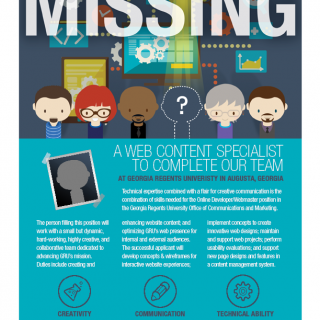 MISSING
?
A WEB CONTENT SPECIALIST
TO COMPLETE OUR TEAM
AT GEORGIA REGENTS UNIVERISTY IN AUGUSTA, GEORGIA
Technical expertise combined with a flair for creative communication is the
combination of skills needed for the Online Developer/Webmaster position in
the Georgia Regents University Office of Communications and Marketing.
The person filling this position will
work with a small but dynamic,
hard-working, highly creative, and
collaborative team dedicated to
advancing GRU's mission.
Duties include creating and
enhancing website content; and
optimizing GRU's web presence for
internal and external audiences.
The successful applicant will
develop concepts & wireframes for
interactive website experiences;
implement concepts to create
innovative web designs; maintain
and support web projects; perform
usability evaluations; and support
new page designs and features in
a content management system.
CREATIVITY
COMMUNICATION
TECHNICAL ABILITY